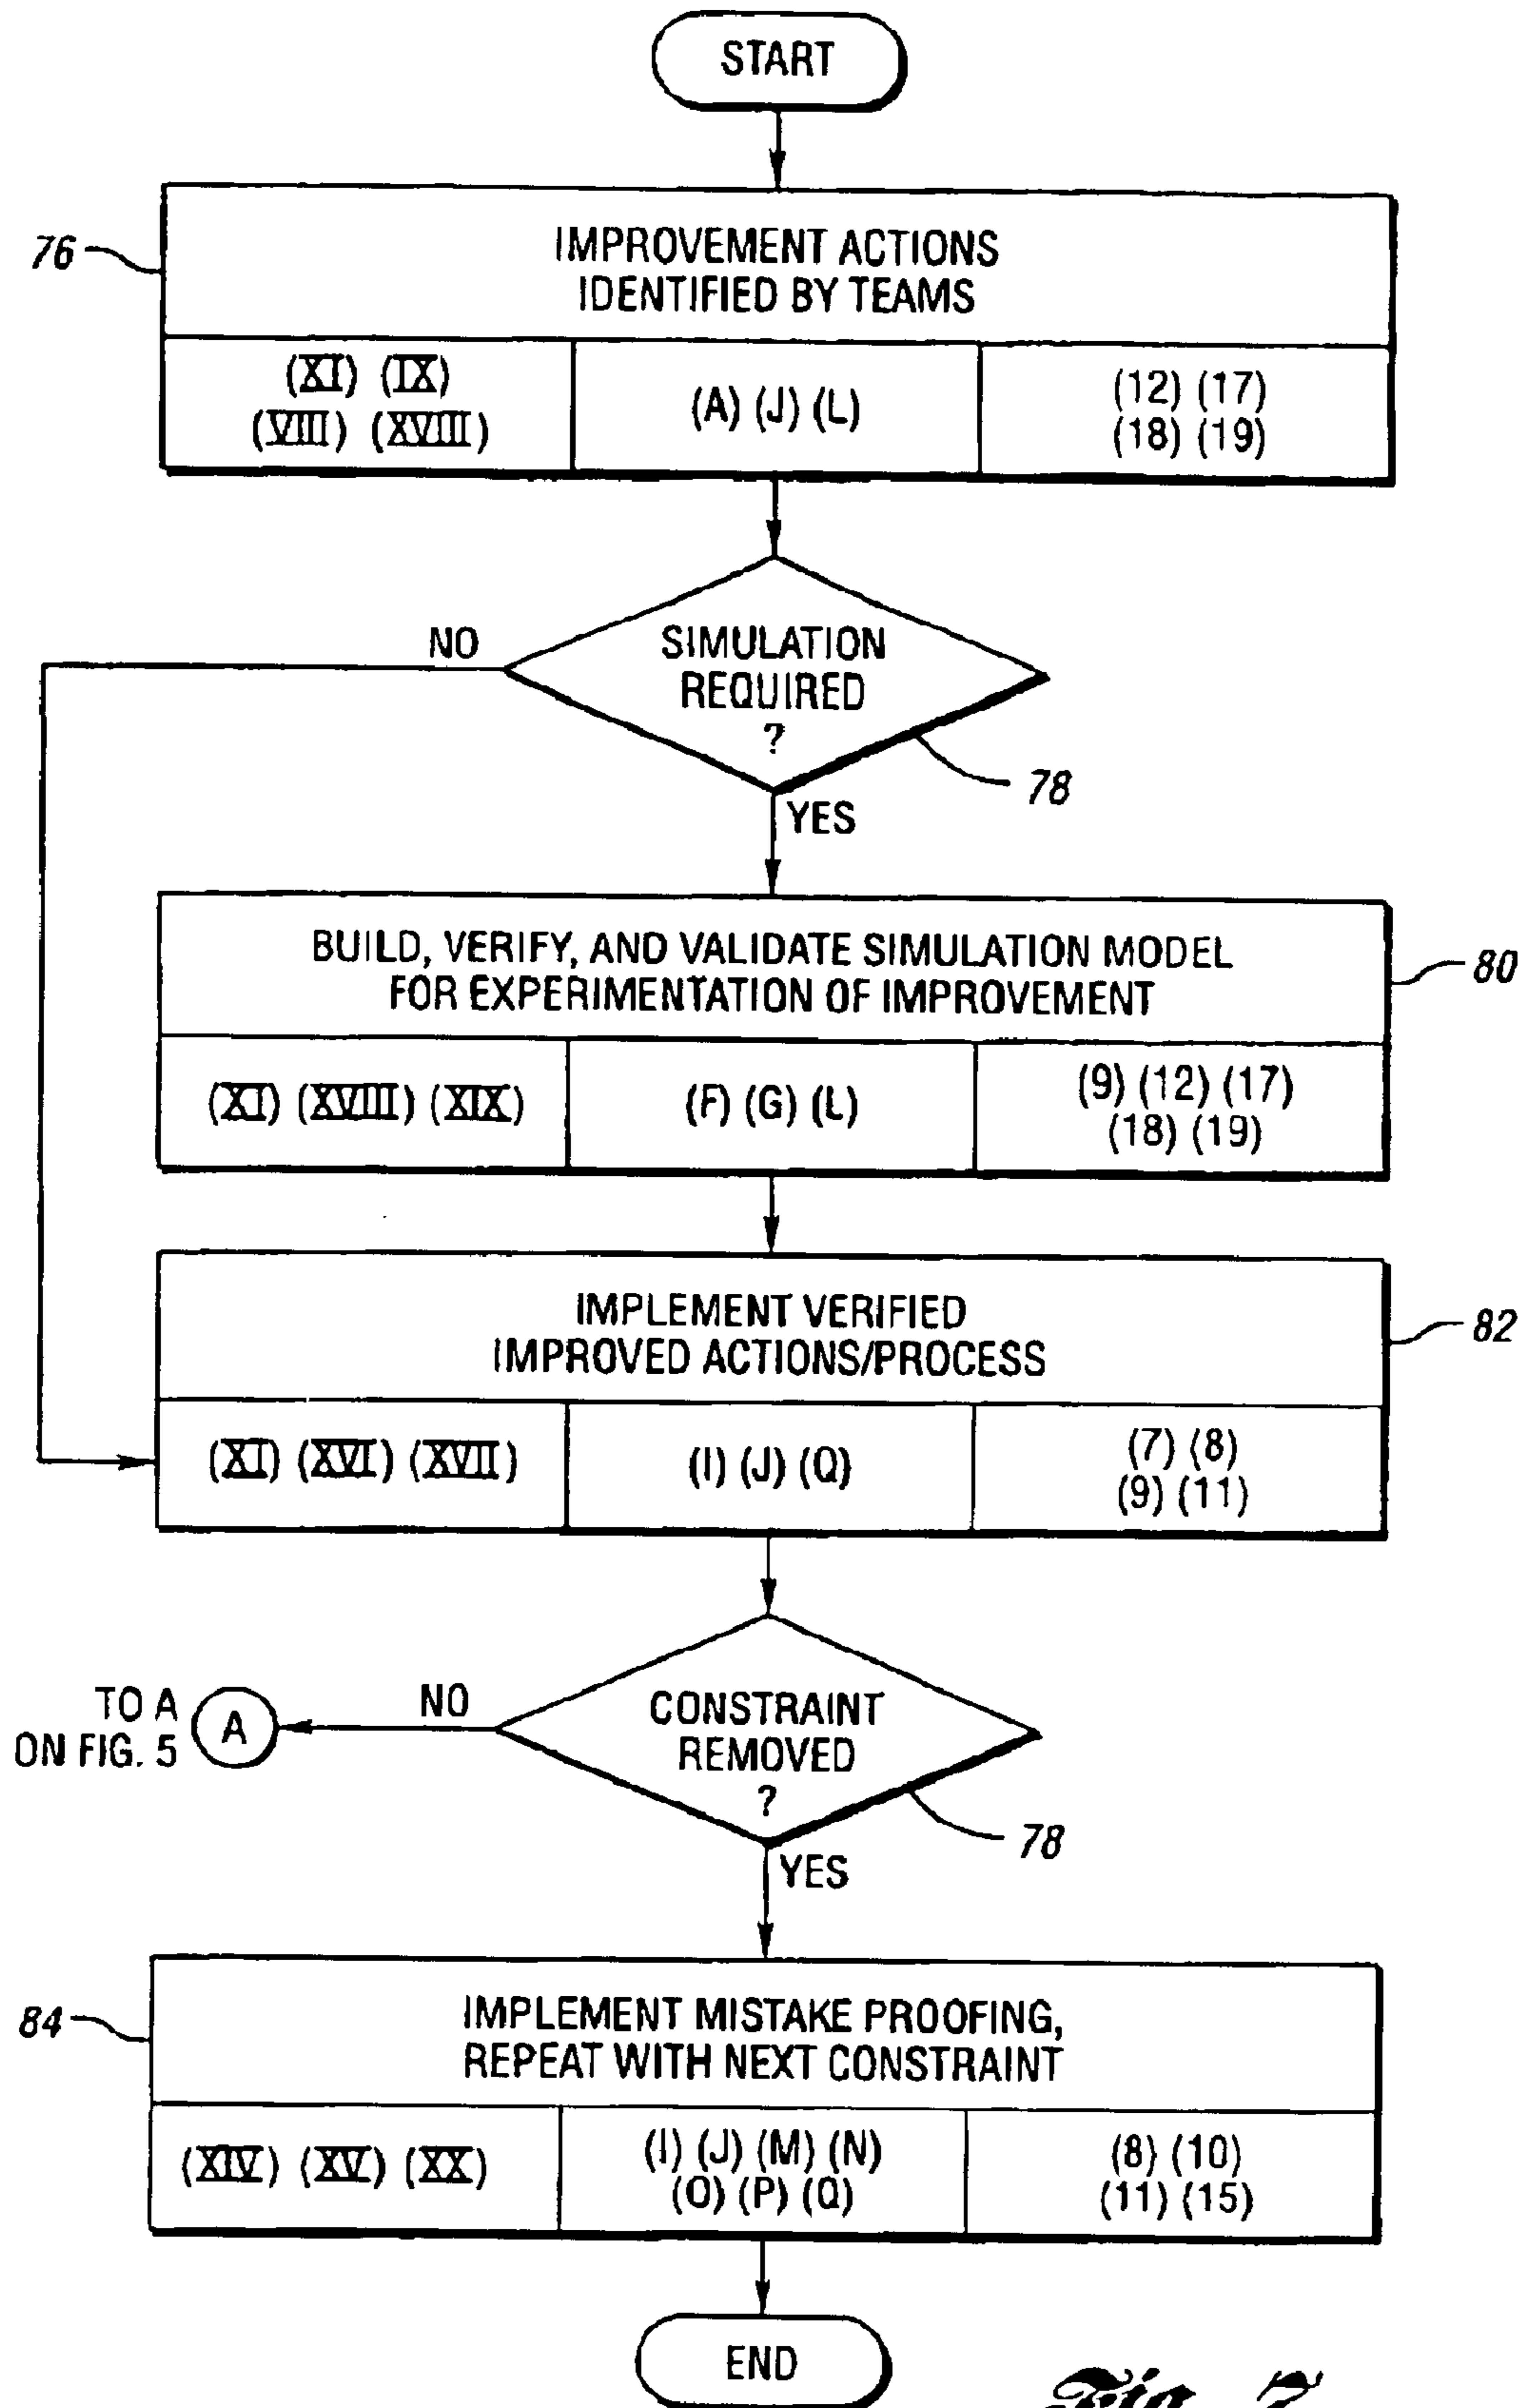 START
76
IMPROVEMENT ACTIONS
IDENTIFIED BY TEAMS
(XI) (IX)
(VIII) (XVIII)
(A) (J) (L)
(12) (17)
(18) (19)
NO
SIMULATION
REQUIRED
?
78
YES
BUILD, VERIFY, AND VALIDATE SIMULATION MODEL
FOR EXPERIMENTATION OF IMPROVEMENT
80
(XI) (XVIII) (XIX)
(F) (G) (L)
(9) (12) (17)
(18) (19)
IMPLEMENT VERIFIED
IMPROVED ACTIONS/PROCESS
82
(XI) (XVI) (XVII)
(I) (J) (Q)
(7) (8)
(9) (11)
TO A
ON FIG. 5
A
NO
CONSTRAINT
REMOVED
?
78
YES
84
IMPLEMENT MISTAKE PROOFING,
REPEAT WITH NEXT CONSTRAINT
(XIV) (XV) (XX)
(I) (J) (M) (N)
(O) (P) (Q)
(8) (10)
(11) (15)
END
Fig. 7